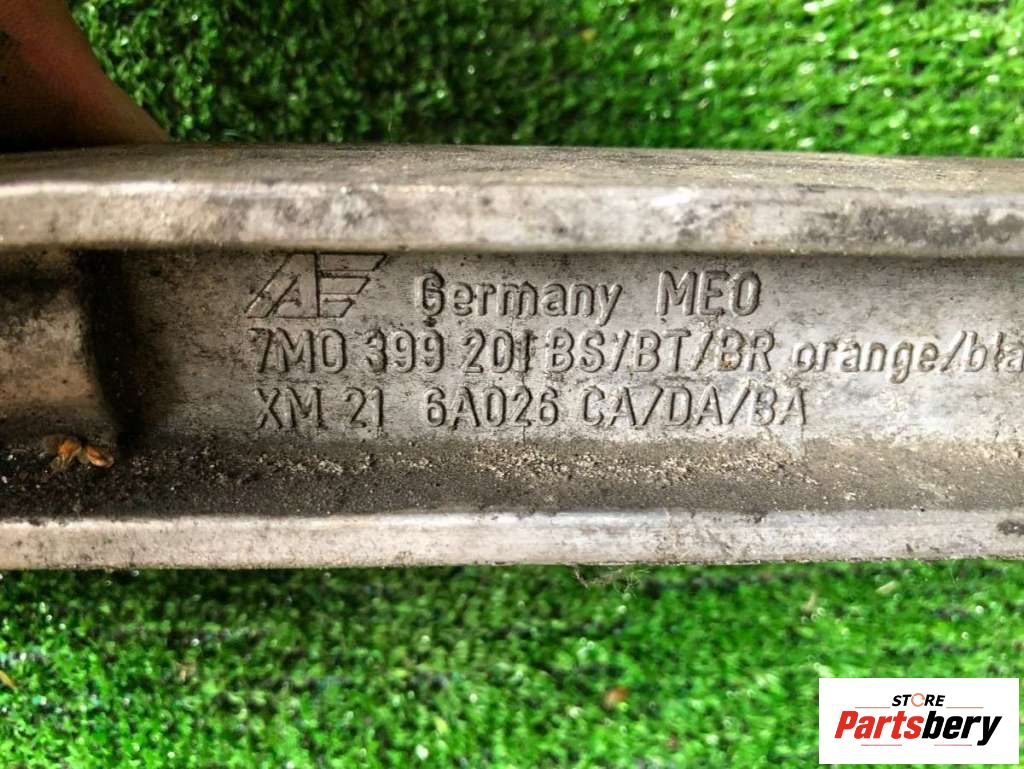 AF Germany MEO
7M0 399 201 BS/BT/BR orange/bla
XM 21 6A026 CA/DA/BA
STORE
Partsbery